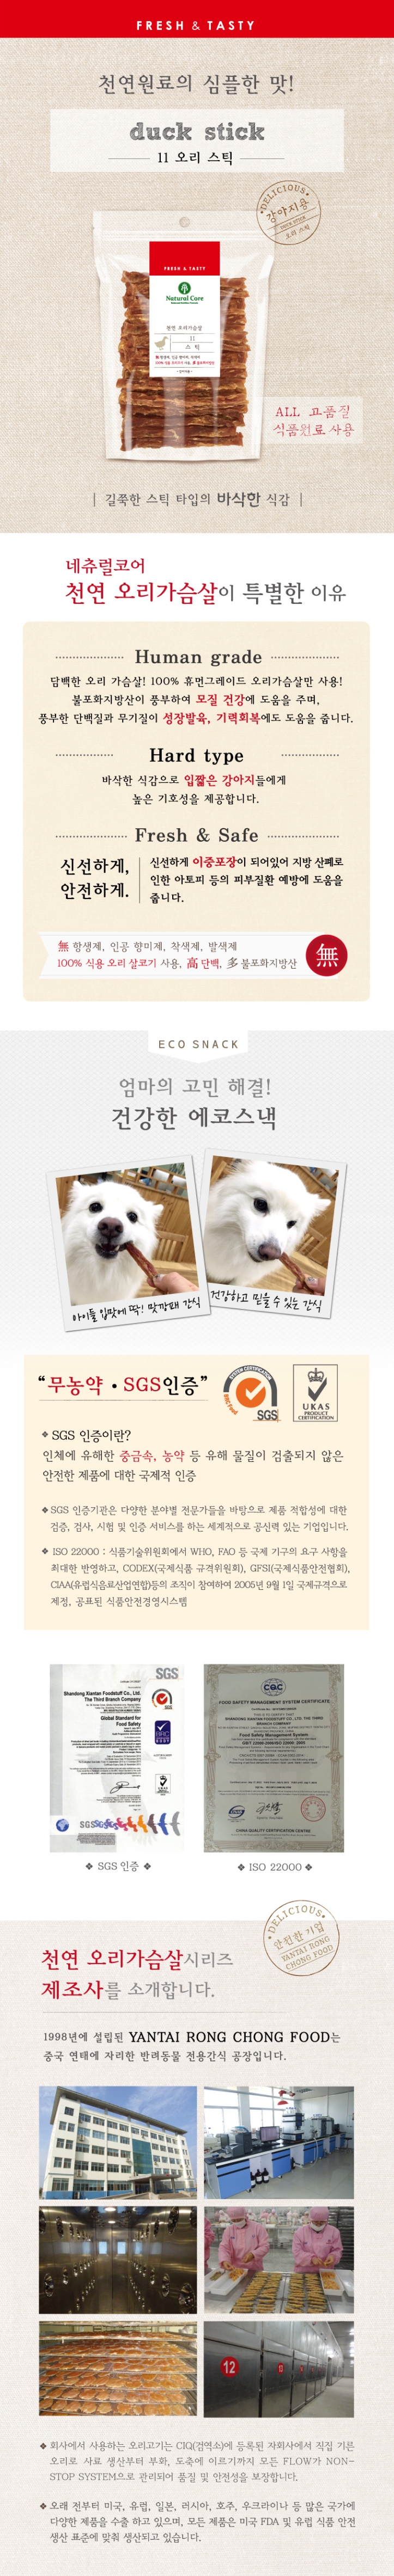 FRESH & TASTY
천연원료의 심플한 맛!
duck stick
11 오리 스틱
DELICIOUS
강아지용
duck stick
오리 스틱
FRESH & TASTY
Natural Core
천연 오리가슴살
11
스 틱
ALL 고품질
식품원료 사용
| 길쭉한 스틱 타입의 바삭한 식감 |
네츄럴코어
천연 오리가슴살이 특별한 이유
Human grade
담백한 오리 가슴살! 100% 휴먼그레이드 오리가슴살만 사용!
불포화지방산이 풍부하여 모질 건강에 도움을 주며,
풍부한 단백질과 무기질이 성장발육, 기력회복에도 도움을 줍니다.
Hard type
바삭한 식감으로 입짧은 강아지들에게
높은 기호성을 제공합니다.
Fresh & Safe
신선하게,
안전하게.
신선하게 이중포장이 되어있어 지방 산폐로
인한 아토피 등의 피부질환 예방에 도움을
줍니다.
無 항생제, 인공 향미제, 착색제, 발색제
100% 식용 오리 살코기 사용, 高 단백, 多 불포화지방산
無
ECO SNACK
엄마의 고민 해결!
건강한 에코스낵
아이들 입맛에 딱! 맞깔패 간식
건강하고 믿을 수 있는 간식
“무농약 • SGS인증”
SGS
UKAS
PRODUCT
CERTIFICATION
❖ SGS 인증이란?
인체에 유해한 중금속, 농약 등 유해 물질이 검출되지 않은
안전한 제품에 대한 국제적 인증
❖ SGS 인증기관은 다양한 분야별 전문가들을 바탕으로 제품 적합성에 대한
검증, 검사, 시험 및 인증 서비스를 하는 세계적으로 공신력 있는 기업입니다.
❖ ISO 22000 : 식품기술위원회에서 WHO, FAO 등 국제 기구의 요구 사항을
최대한 반영하고, CODEX(국제식품 규격위원회), GFSI(국제식품안전협회),
CIAA(유럽식음료산업연합)등의 조직이 참여하여 2005년 9월 1일 국제규격으로
제정, 공표된 식품안전경영시스템
SGS
Shandong Xiantan Foodstuff Co., Ltd.
The Third Branch Company
Global Standard for
Food Safety
CQC
FOOD SAFETY MANAGEMENT SYSTEM CERTIFICATE
SHANDONG XIANTAN FOODSTUFF CO. LTD. THE THIRD
BRANCH COMPANY
Food Safety Management System
CHINA QUALITY CERTIFICATION CENTRE
❖ SGS 인증 ❖
❖ ISO 22000 ❖
DELICIOUS
안전한 기업
YANTAI RONG
CHONG FOOD
천연 오리가슴살시리즈
제조사를 소개합니다.
1998년에 설립된 YANTAI RONG CHONG FOOD는
중국 연태에 자리한 반려동물 전용간식 공장입니다.
12
❖ 회사에서 사용하는 오리고기는 CIQ(검역소)에 등록된 자회사에서 직접 기른
오리로 사료 생산부터 부화, 도축에 이르기까지 모든 FLOW가 NON-
STOP SYSTEM으로 관리되어 품질 및 안전성을 보장합니다.
❖ 오래 전부터 미국, 유럽, 일본, 러시아, 호주, 우크라이나 등 많은 국가에
다양한 제품을 수출 하고 있으며, 모든 제품은 미국 FDA 및 유럽 식품 안전
생산 표준에 맞춰 생산되고 있습니다.